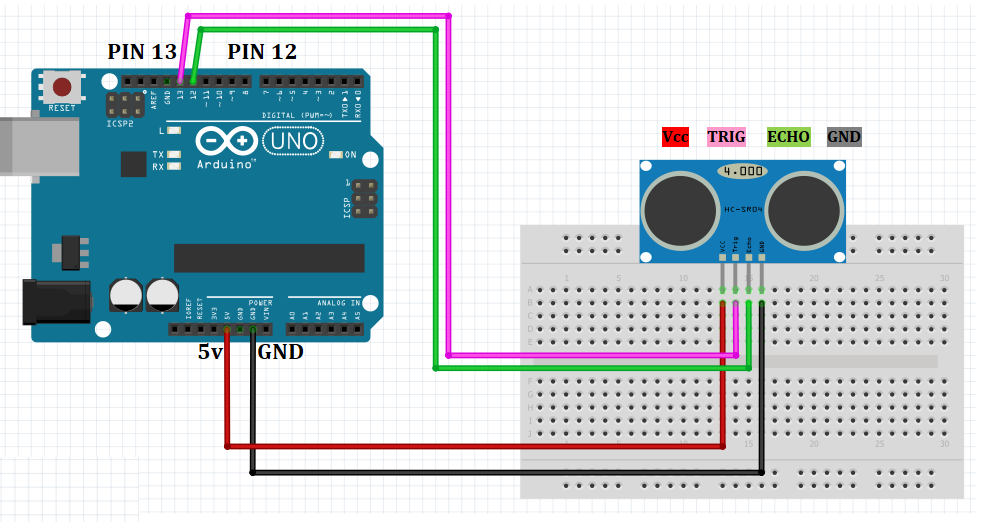 PIN 13 PIN 12
RESET
ICSP2
AREF
GND
13
12
~11
~10
~9
8
7
~6
~5
4
~3
2
TXO▶1
RXD◀0
DIGITAL (PWM=~)
L
TX
RX
UNO
Arduino™
ON
1
ICSP
IOREF
RESET
3V3
5V
GND
GND
VIN
POWER
ANALOG IN
A0
A1
A2
A3
A4
A5
5v GND
Vcc TRIG ECHO GND
4.000
HC-SR04
VCC
Trig
Echo
GND
1 5 10 15 20 25 30
A
B
C
D
E
F
G
H
I
J
1 5 10 15 20 25 30